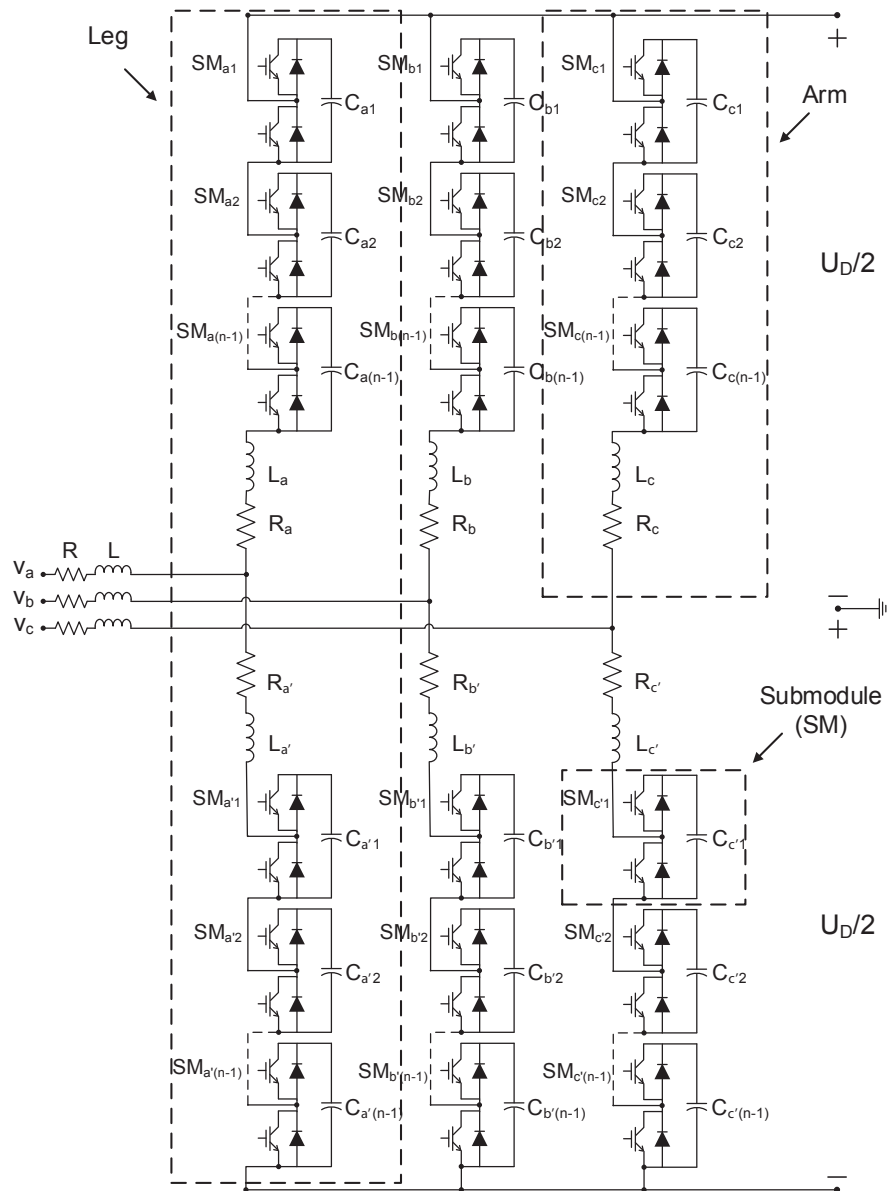 Leg
SMa1
Ca1
SMb1
Cb1
SMc1
Cc1
+
Arm
SMa2
Ca2
SMb2
Cb2
SMc2
Cc2
UD/2
SMa(n-1)
Ca(n-1)
SMb(n-1)
Cb(n-1)
SMc(n-1)
Cc(n-1)
La
Lb
Lc
Ra
Rb
Rc
R L
va
vb
vc
−
+
Ra'
Rb'
Rc'
Submodule
(SM)
La'
Lb'
Lc'
SMa'1
Ca'1
SMb'1
Cb'1
SMc'1
Cc'1
SMa'2
Ca'2
SMb'2
Cb'2
SMc'2
Cc'2
UD/2
SMa'(n-1)
Ca'(n-1)
SMb'(n-1)
Cb'(n-1)
SMc'(n-1)
Cc'(n-1)
−